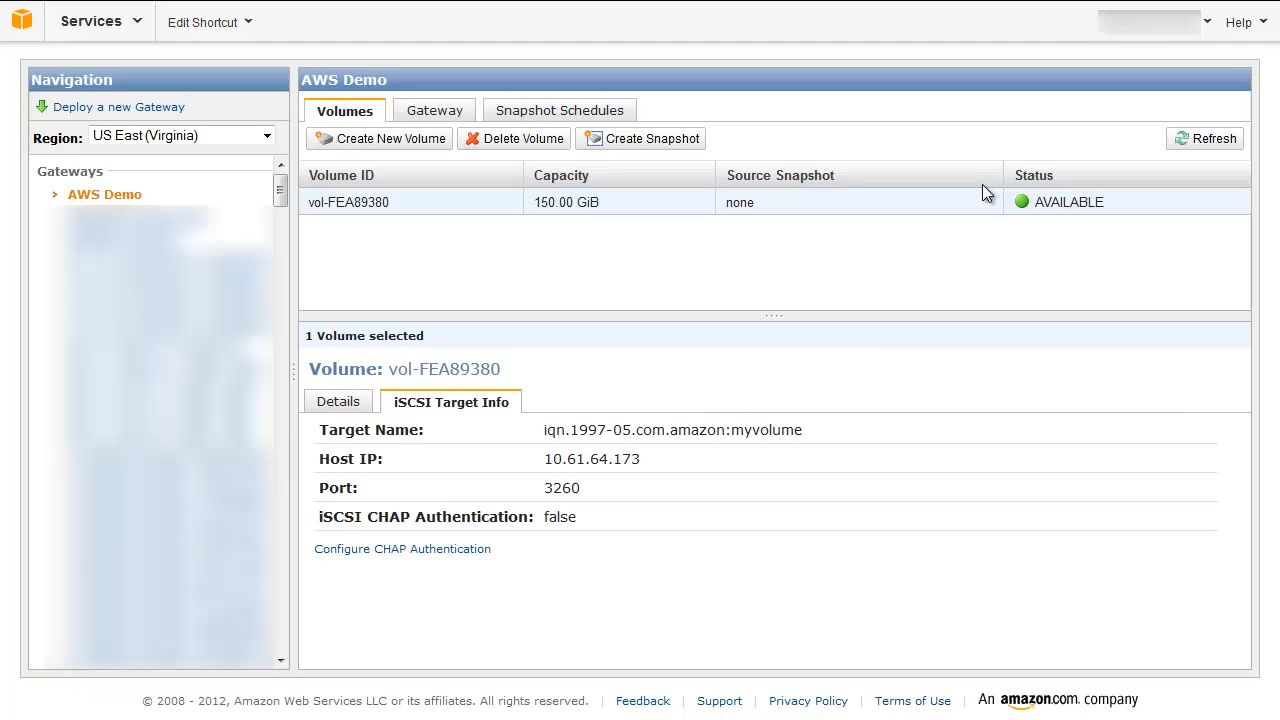 Services
Edit Shortcut
Help
Navigation
Deploy a new Gateway
Region: US East (Virginia)
Gateways
AWS Demo
AWS Demo
Volumes
Gateway
Snapshot Schedules
Create New Volume
Delete Volume
Create Snapshot
Refresh
Volume ID
Capacity
Source Snapshot
Status
vol-FEA89380
150.00 GiB
none
AVAILABLE
1 Volume selected
Volume: vol-FEA89380
Details
iSCSI Target Info
Target Name: iqn.1997-05.com.amazon:myvolume
Host IP: 10.61.64.173
Port: 3260
iSCSI CHAP Authentication: false
Configure CHAP Authentication
© 2008 - 2012, Amazon Web Services LLC or its affiliates. All rights reserved.
Feedback
Support
Privacy Policy
Terms of Use
An amazon.com company